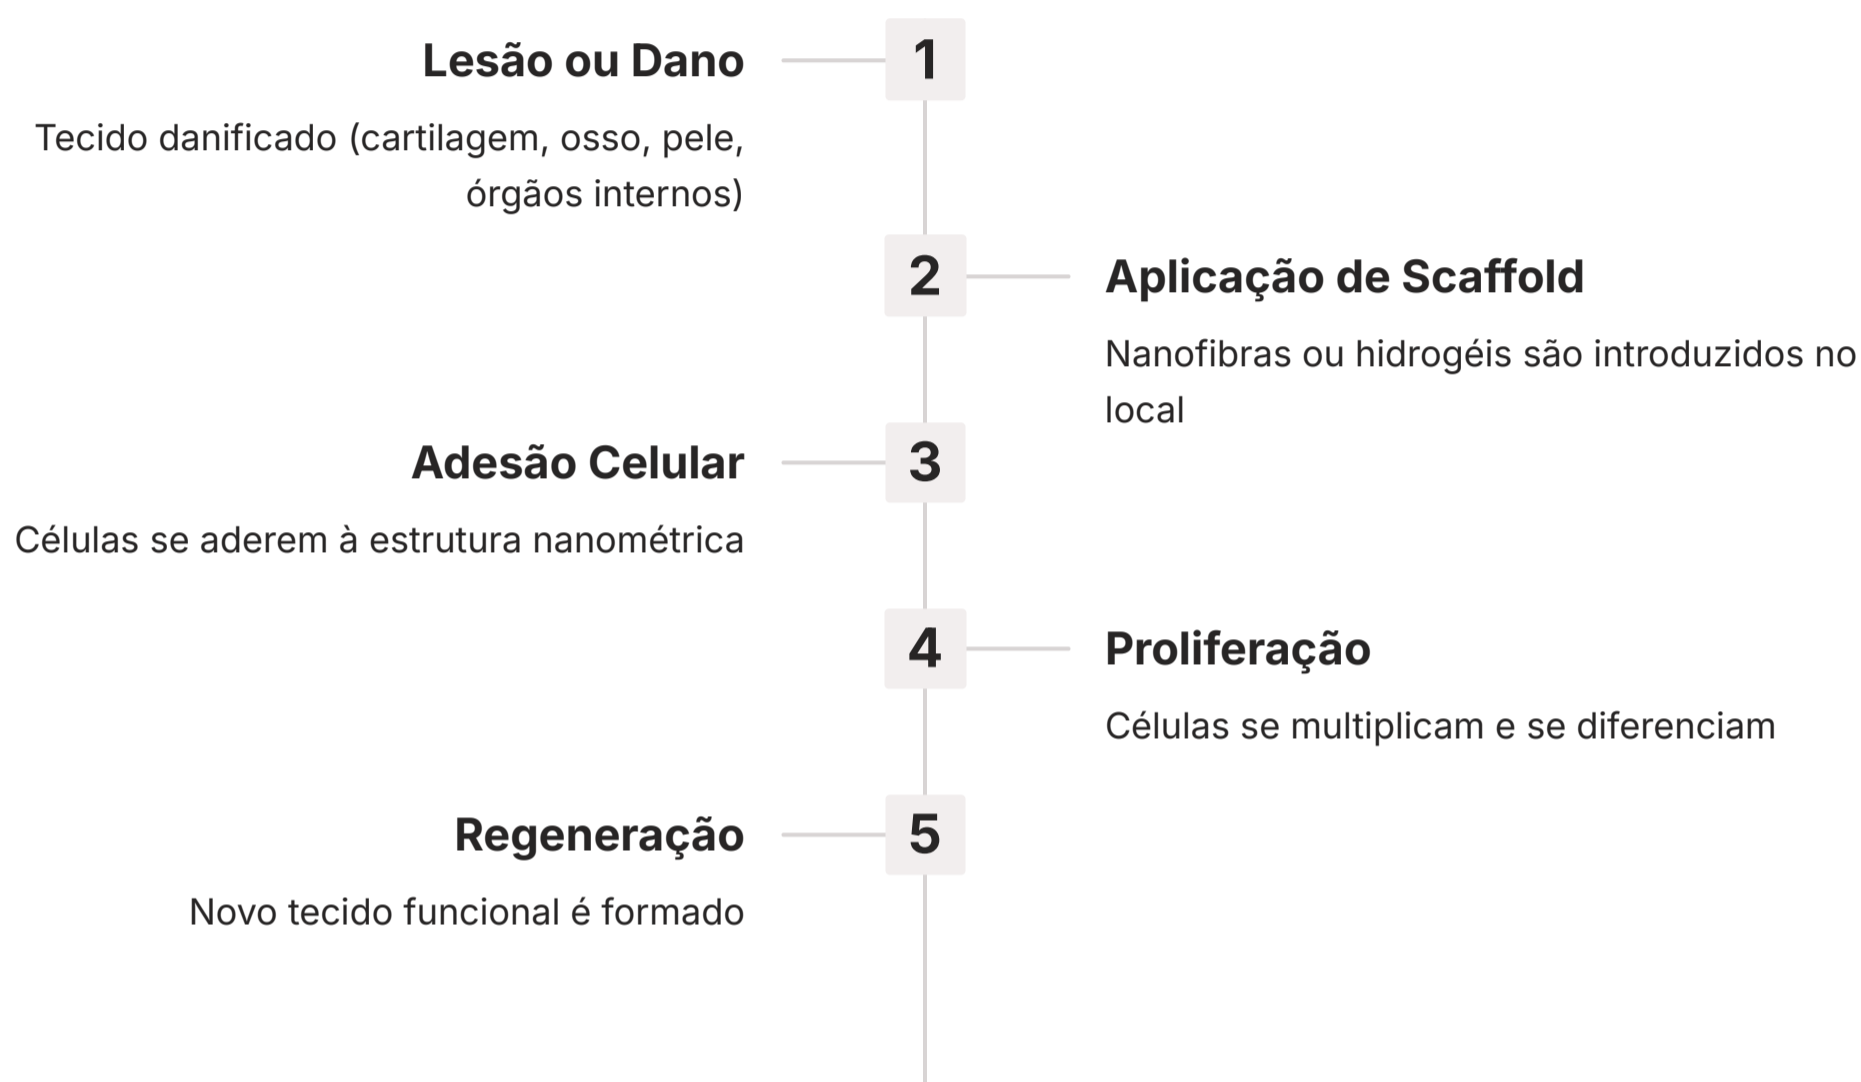 1
Lesão ou Dano
Tecido danificado (cartilagem, osso, pele,
órgãos internos)
2
Aplicação de Scaffold
Nanofibras ou hidrogéis são introduzidos no
local
3
Adesão Celular
Células se aderem à estrutura nanométrica
4
Proliferação
Células se multiplicam e se diferenciam
5
Regeneração
Novo tecido funcional é formado